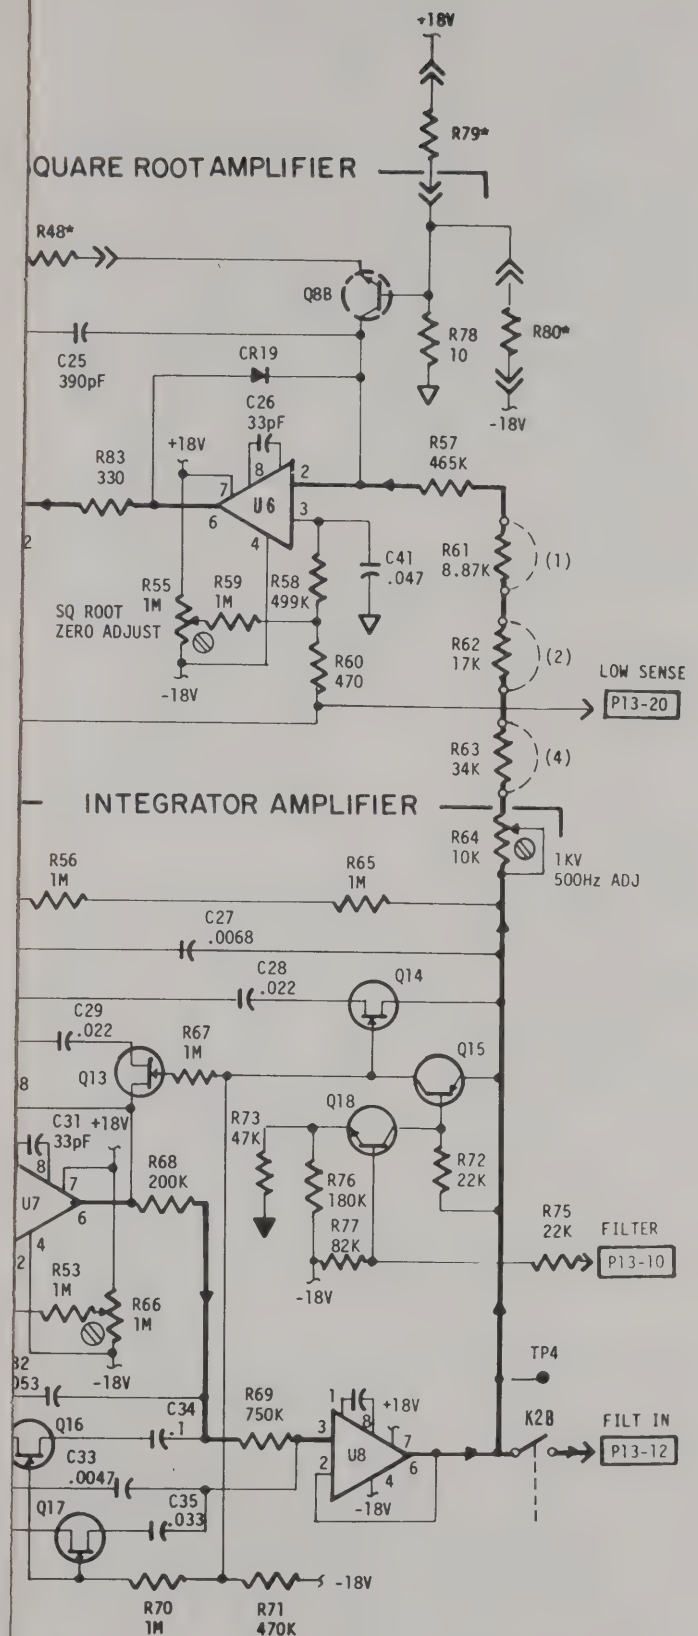 +18V
R79*
QUARE ROOT AMPLIFIER
R48*
Q8B
R78
10
R80*
-18V
C25
390pF
CR19
C26
33pF
R57
465K
R83
330
+18V
7
8
2
U6
6
3
4
2
R61
8.87K
(1)
C41
.047
R55
1M
R59
1M
R58
499K
SQ ROOT
ZERO ADJUST
-18V
R60
470
R62
17K
(2)
LOW SENSE
P13-20
R63
34K
(4)
INTEGRATOR AMPLIFIER
R64
10K
1KV
500Hz ADJ
R56
1M
R65
1M
C27
.0068
C28
.022
Q14
C29
.022
R67
1M
Q13
Q15
8
Q18
R73
47K
C31
33pF
+18V
8
7
U7
6
4
2
R68
200K
R76
180K
R72
22K
R77
82K
R75
22K
FILTER
P13-10
-18V
R53
1M
R66
1M
-18V
TP4
32
053
C34
.1
R69
750K
1
8
+18V
3
7
U8
6
2
4
-18V
K2B
FILT IN
P13-12
Q16
C33
.0047
Q17
C35
.033
R70
1M
R71
470K
-18V